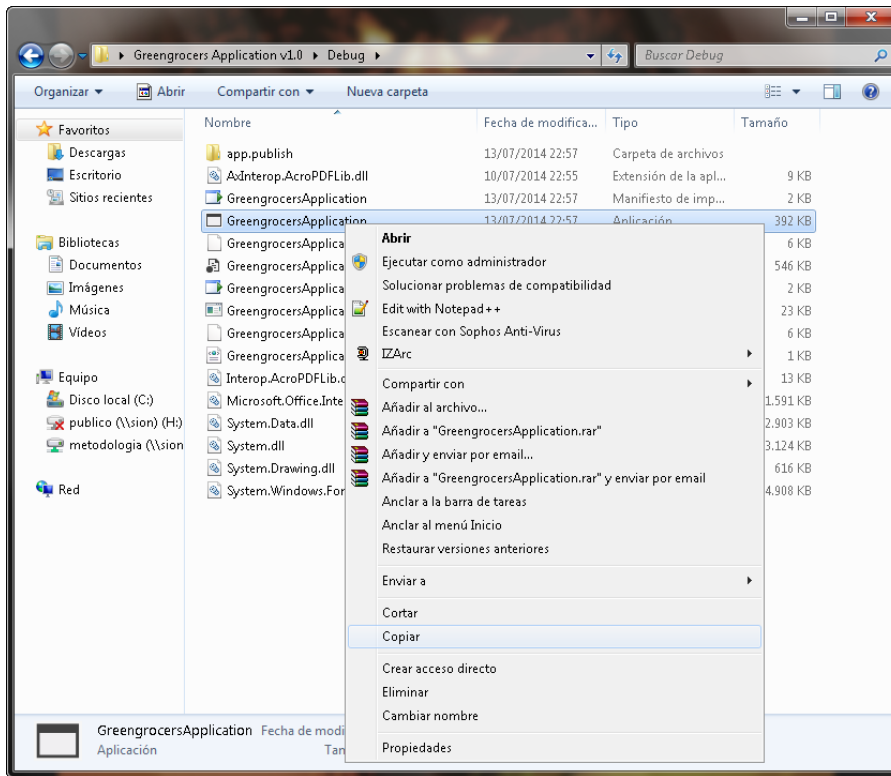 Greengrocers Application v1.0 Debug
Buscar Debug
Organizar Abrir Compartir con Nueva carpeta
Favoritos
Descargas
Escritorio
Sitios recientes
Bibliotecas
Documentos
Imágenes
Música
Vídeos
Equipo
Disco local (C:)
publico (\\sion) (H:)
metodologia (\\sion
Red
Nombre Fecha de modifica... Tipo Tamaño
app.publish 13/07/2014 22:57 Carpeta de archivos
AxInterop.AcroPDFLib.dll 10/07/2014 22:55 Extensión de la apl... 9 KB
GreengrocersApplication 13/07/2014 22:57 Manifiesto de imp... 2 KB
GreengrocersApplication 13/07/2014 22:57 Aplicación 392 KB
GreengrocersApplica 6 KB
GreengrocersApplica 546 KB
GreengrocersApplica 2 KB
GreengrocersApplica 23 KB
GreengrocersApplica 6 KB
GreengrocersApplica 1 KB
Interop.AcroPDFLib.d 13 KB
Microsoft.Office.Inte 1.591 KB
System.Data.dll 2.903 KB
System.dll 3.124 KB
System.Drawing.dll 616 KB
System.Windows.For 4.908 KB
Abrir
Ejecutar como administrador
Solucionar problemas de compatibilidad
Edit with Notepad++
Escanear con Sophos Anti-Virus
IZArc
Compartir con
Añadir al archivo...
Añadir a "GreengrocersApplication.rar"
Añadir y enviar por email...
Añadir a "GreengrocersApplication.rar" y enviar por email
Anclar a la barra de tareas
Anclar al menú Inicio
Restaurar versiones anteriores
Enviar a
Cortar
Copiar
Crear acceso directo
Eliminar
Cambiar nombre
Propiedades
GreengrocersApplication Fecha de modi
Aplicación Tan